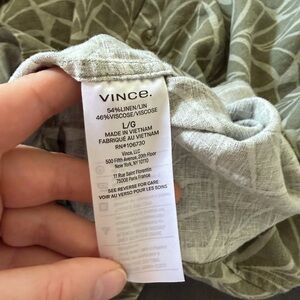 VINCE.
54%LINEN/LIN
46%VISCOSE/VISCOSE
L/G
MADE IN VIETNAM
FABRIQUÉ AU VIETNAM
RN#106730
Vince, LLC
500 Fifth Avenue, 20th Floor
New York, NY 10110
11 Rue Saint Florentin
75008 Paris France
SEE REVERSE FOR CARE
VOIR AU VERSO POUR LES SOINS